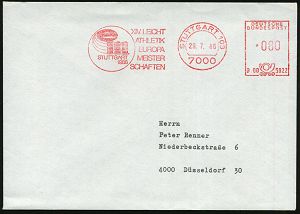 XIV LEICHT
ATHLETIK
EUROPA
MEISTER
SCHAFTEN
STUTTGART
STUTTGART
7000
DEUTSCHE
BUNDESPOST
000
5922
Herrn
Peter Renner
Niederbeckstraße 6
4000 Düsseldorf 30